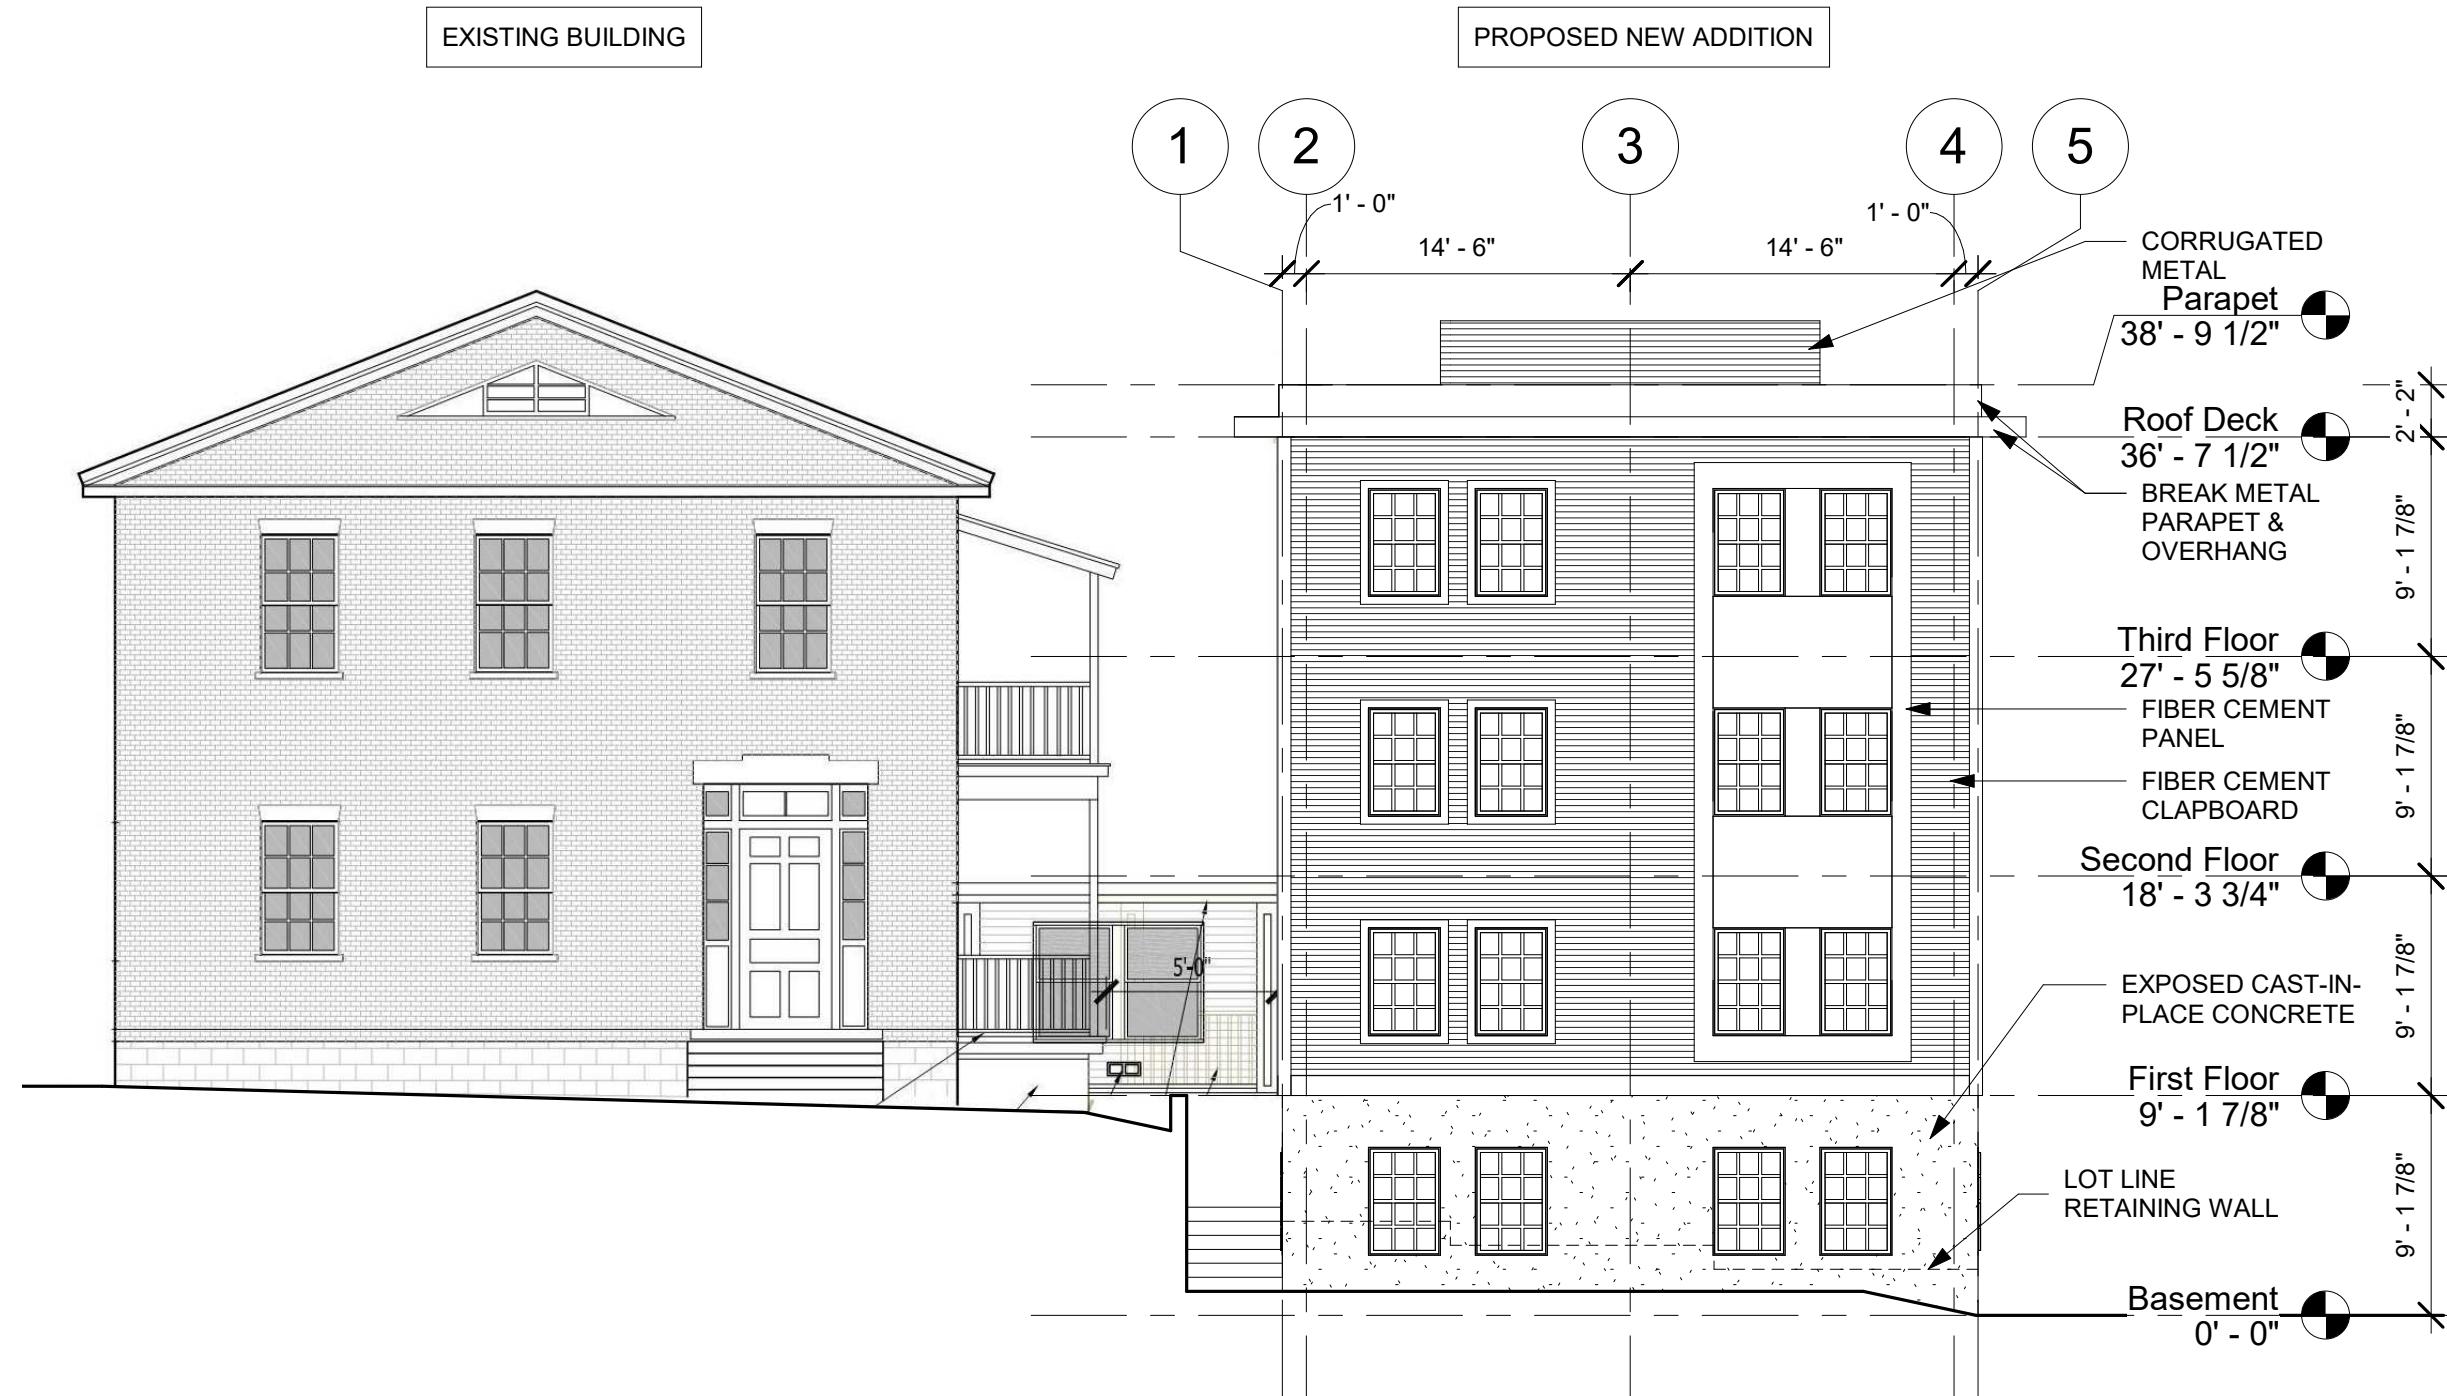 EXISTING BUILDING
PROPOSED NEW ADDITION
1
2
3
4
5
1' - 0"
1' - 0"
14' - 6"
14' - 6"
CORRUGATED
METAL
Parapet
38' - 9 1/2"
2' - 2"
Roof Deck
36' - 7 1/2"
BREAK METAL
PARAPET &
OVERHANG
9' - 1 7/8"
Third Floor
27' - 5 5/8"
FIBER CEMENT
PANEL
9' - 1 7/8"
FIBER CEMENT
CLAPBOARD
Second Floor
18' - 3 3/4"
5'-0"
9' - 1 7/8"
EXPOSED CAST-IN-
PLACE CONCRETE
First Floor
9' - 1 7/8"
9' - 1 7/8"
LOT LINE
RETAINING WALL
Basement
0' - 0"